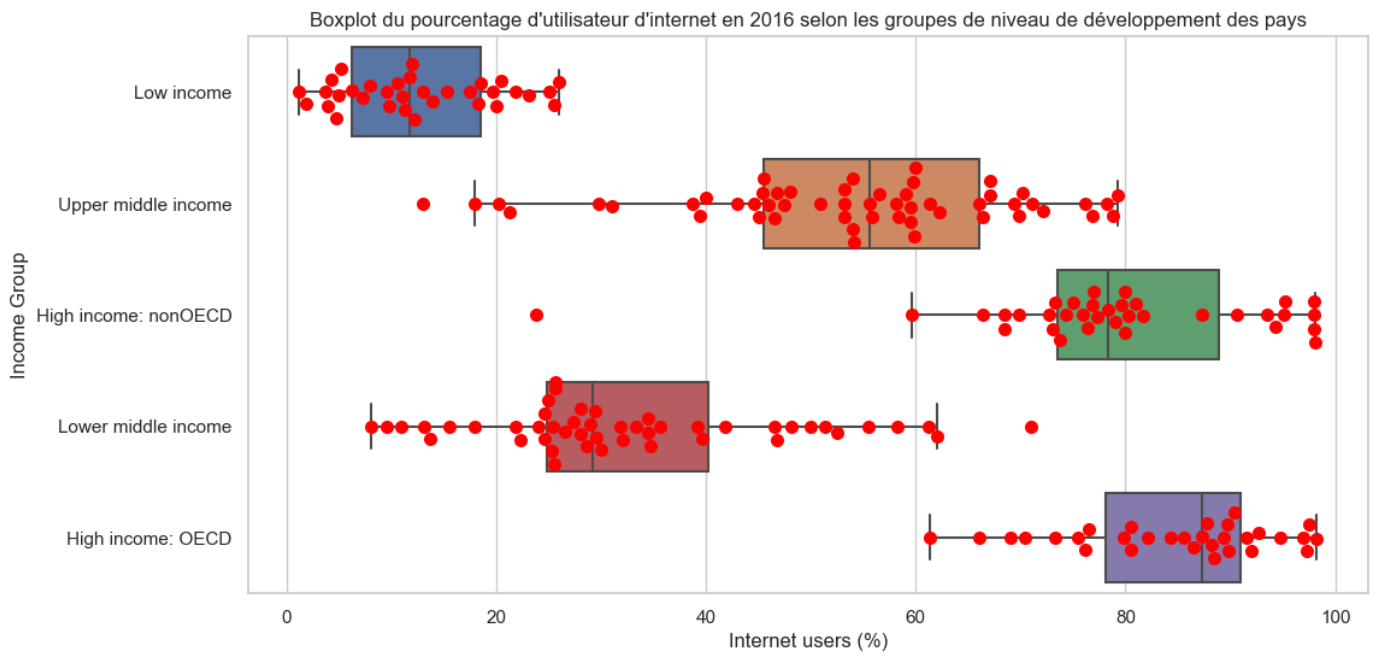 Boxplot du pourcentage d'utilisateur d'internet en 2016 selon les groupes de niveau de développement des pays
Income Group
Low income
Upper middle income
High income: nonOECD
Lower middle income
High income: OECD
0 20 40 60 80 100
Internet users (%)